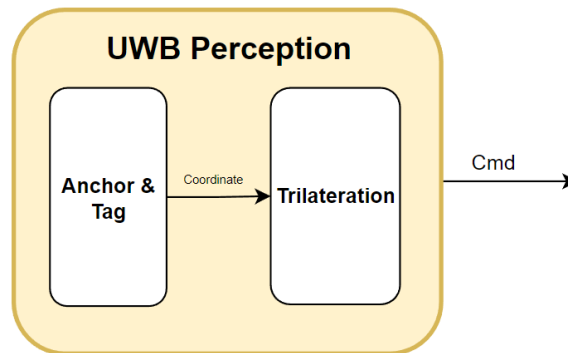 UWB Perception
Anchor &
Tag
Coordinate
Trilateration
Cmd